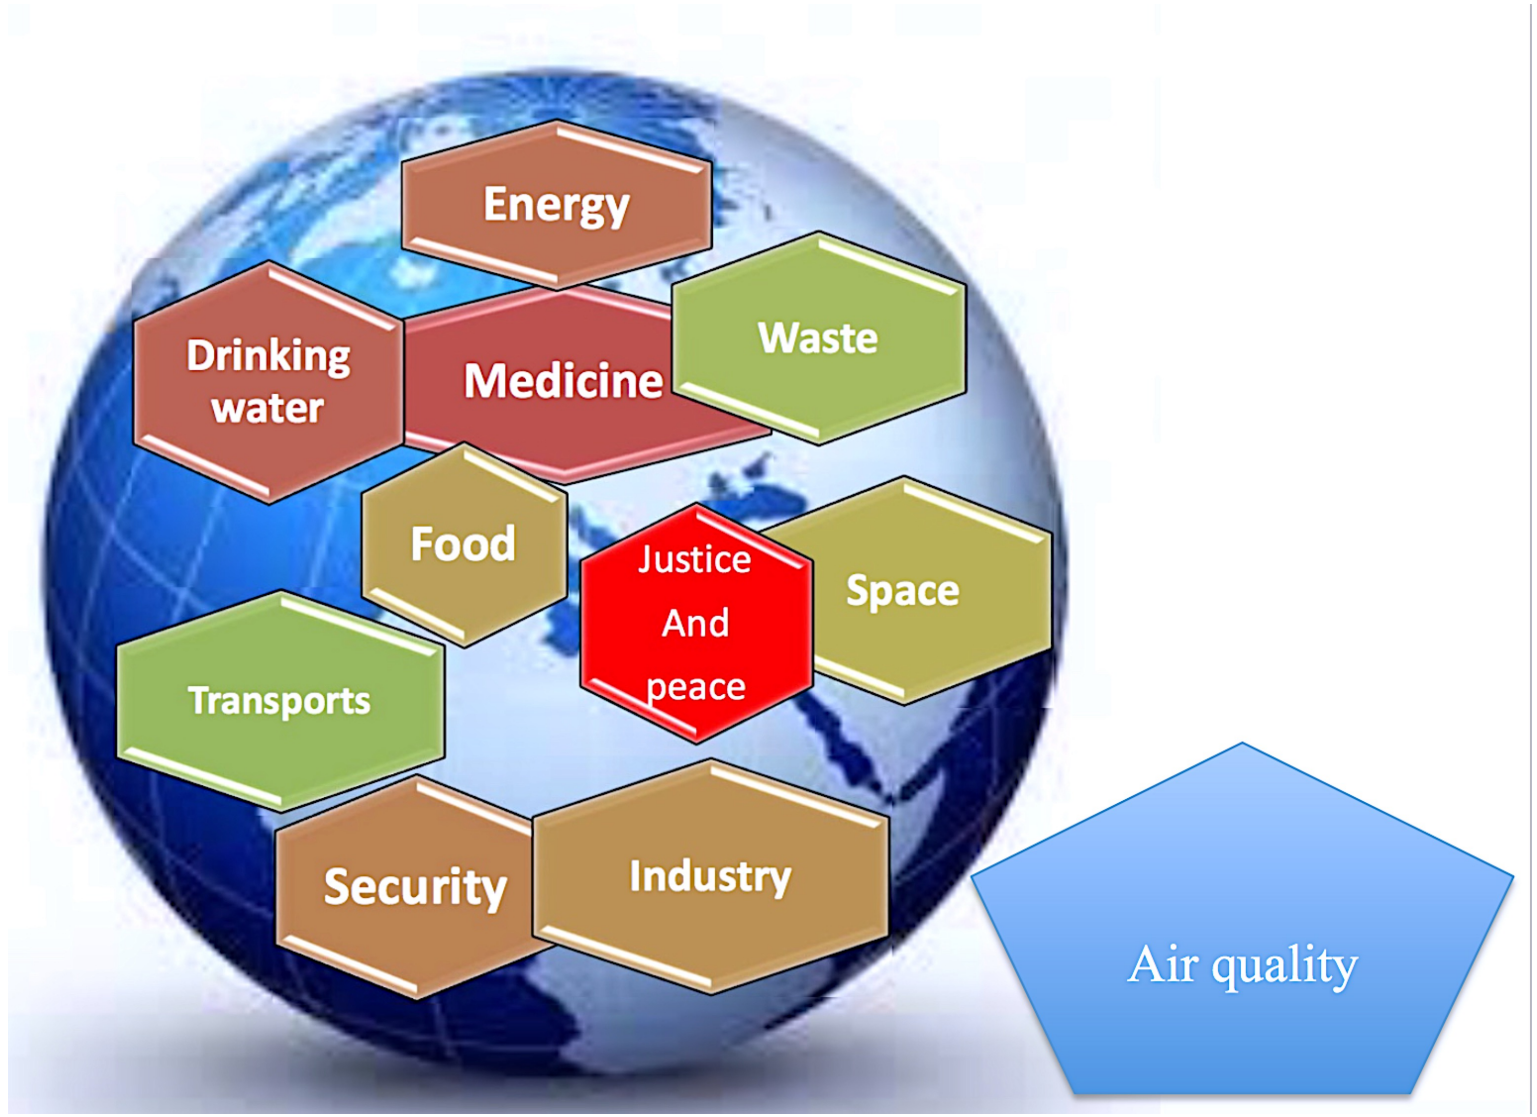 Energy
Waste
Drinking
water
Medicine
Food
Justice
And
peace
Space
Transports
Security
Industry
Air quality